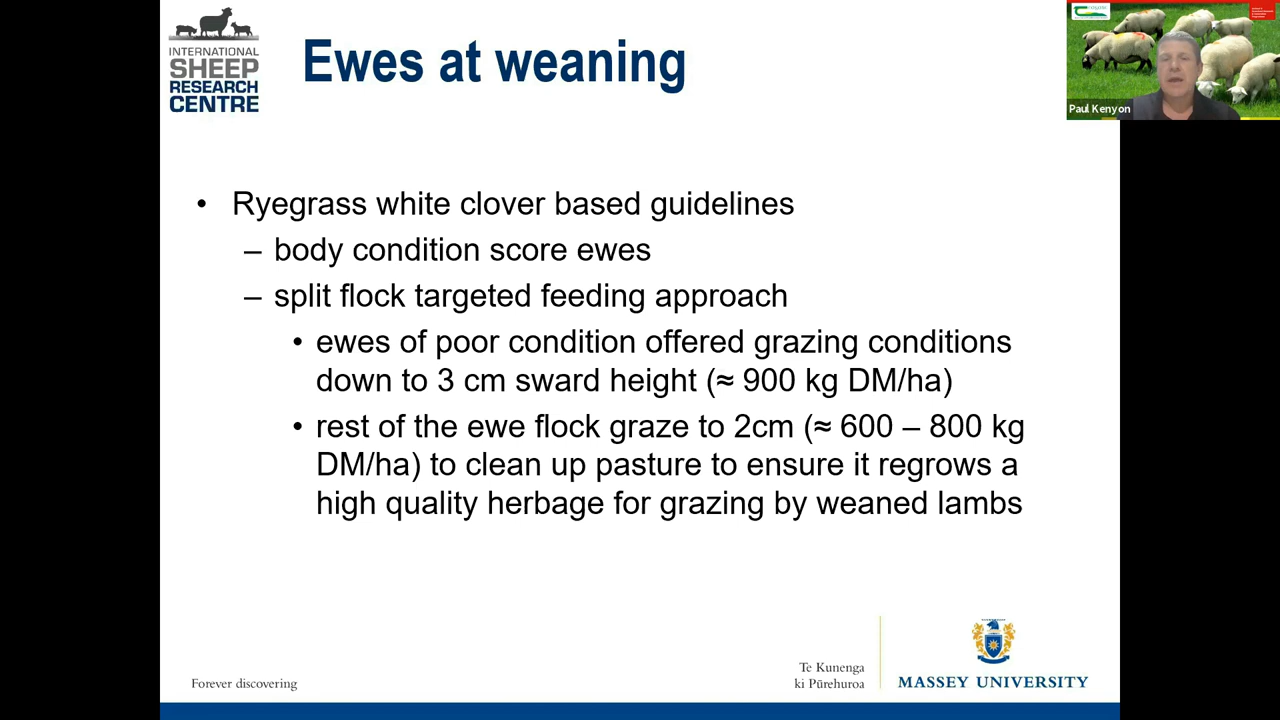 INTERNATIONAL
SHEEP
RESEARCH
CENTRE
Ewes at weaning
Paul Kenyon
• Ryegrass white clover based guidelines
– body condition score ewes
– split flock targeted feeding approach
• ewes of poor condition offered grazing conditions
down to 3 cm sward height (≈ 900 kg DM/ha)
• rest of the ewe flock graze to 2cm (≈ 600 – 800 kg
DM/ha) to clean up pasture to ensure it regrows a
high quality herbage for grazing by weaned lambs
Forever discovering
Te Kunenga
ki Pūrehuroa
MASSEY UNIVERSITY